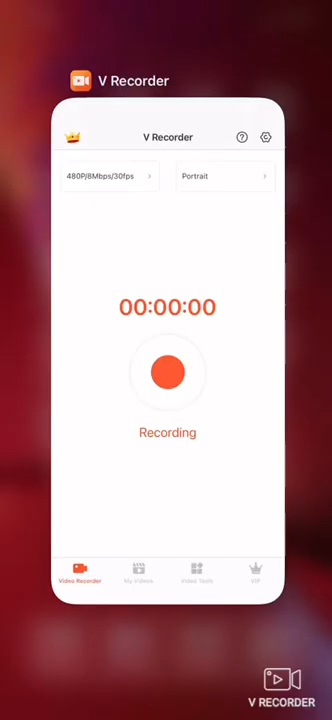 V Recorder
V Recorder
480P/8Mbps/30fps
Portrait
00:00:00
Recording
Video Recorder
My Videos
Video Tools
VIP
V RECORDER